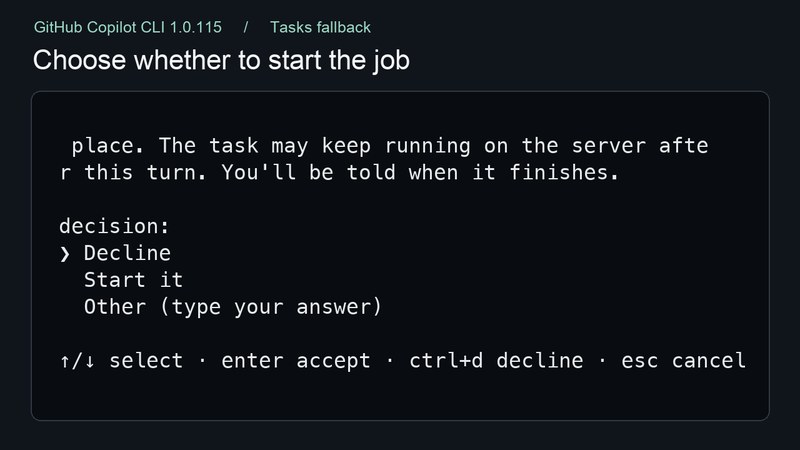 GitHub Copilot CLI 1.0.115 / Tasks fallback
Choose whether to start the job
place. The task may keep running on the server afte
r this turn. You'll be told when it finishes.
decision:
❯ Decline
Start it
Other (type your answer)
↑/↓ select · enter accept · ctrl+d decline · esc cancel